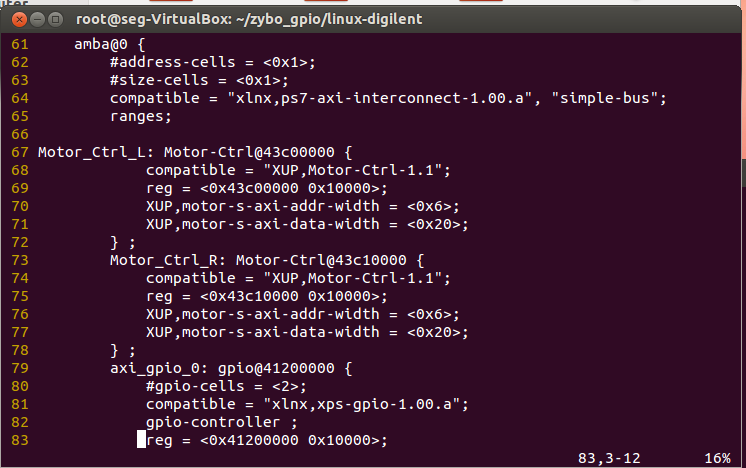 uter
root@seg-VirtualBox: ~/zybo_gpio/linux-digilent
61 amba@0 {
62 #address-cells = <0x1>;
63 #size-cells = <0x1>;
64 compatible = "xlnx,ps7-axi-interconnect-1.00.a", "simple-bus";
65 ranges;
66
67 Motor_Ctrl_L: Motor-Ctrl@43c00000 {
68 compatible = "XUP,Motor-Ctrl-1.1";
69 reg = <0x43c00000 0x10000>;
70 XUP,motor-s-axi-addr-width = <0x6>;
71 XUP,motor-s-axi-data-width = <0x20>;
72 } ;
73 Motor_Ctrl_R: Motor-Ctrl@43c10000 {
74 compatible = "XUP,Motor-Ctrl-1.1";
75 reg = <0x43c10000 0x10000>;
76 XUP,motor-s-axi-addr-width = <0x6>;
77 XUP,motor-s-axi-data-width = <0x20>;
78 } ;
79 axi_gpio_0: gpio@41200000 {
80 #gpio-cells = <2>;
81 compatible = "xlnx,xps-gpio-1.00.a";
82 gpio-controller ;
83 reg = <0x41200000 0x10000>;
83,3-12 16%